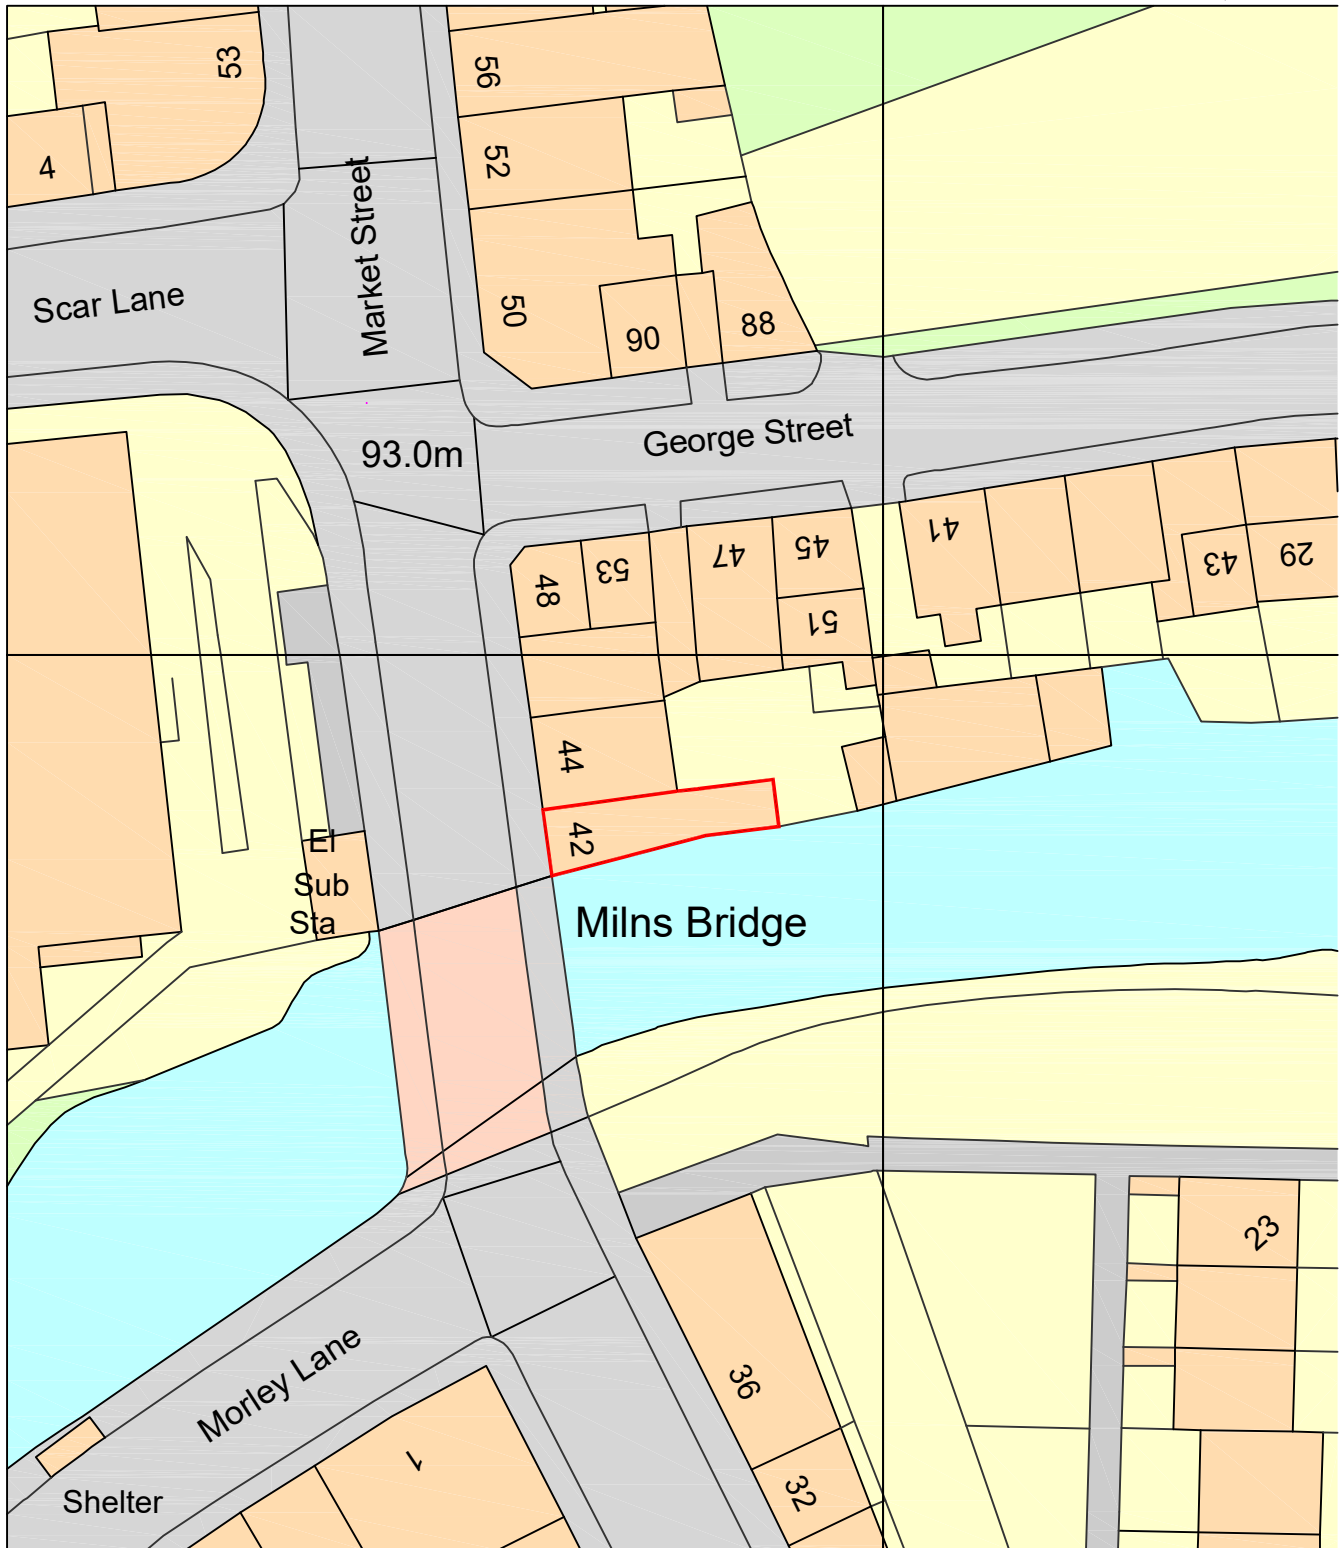 53
56
4
52
Market Street
Scar Lane
50
90
88
93.0m
George Street
48
53
47
45
41
43
29
51
44
42
El
Sub
Sta
Milns Bridge
23
36
Morley Lane
1
32
Shelter